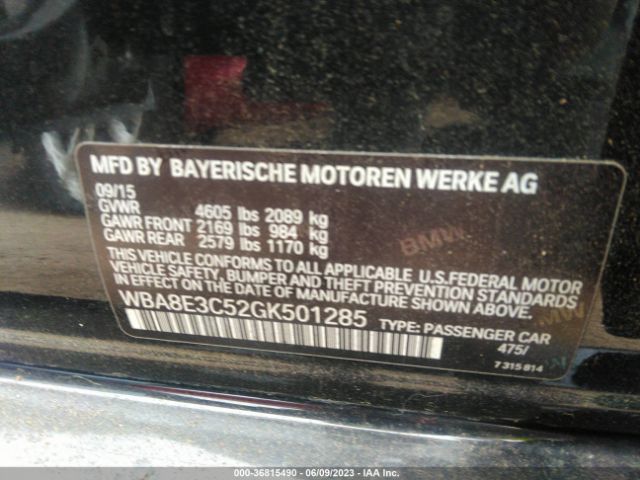 MFD BY BAYERISCHE MOTOREN WERKE AG
09/15
GVWR 4605 lbs 2089 kg
GAWR FRONT 2169 lbs 984 kg
GAWR REAR 2579 lbs 1170 kg
BMW
THIS VEHICLE CONFORMS TO ALL APPLICABLE U.S.FEDERAL MOTOR
VEHICLE SAFETY, BUMPER AND THEFT PREVENTION STANDARDS
IN EFFECT ON THE DATE OF MANUFACTURE SHOWN ABOVE.
WBA8E3C52GK501285 TYPE: PASSENGER CAR
475/
7 315 814
000-36815490 - 06/09/2023 - IAA Inc.